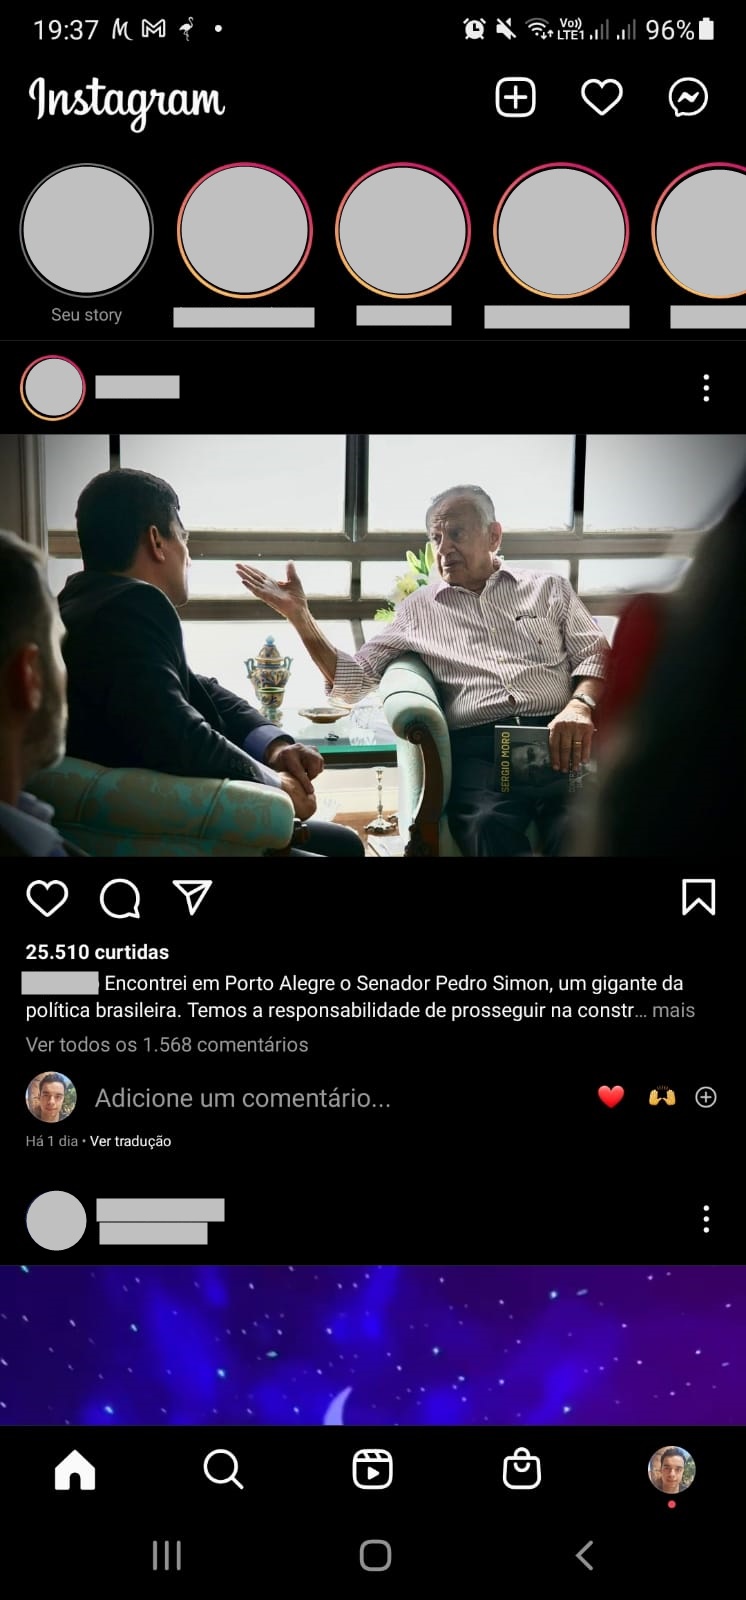 19:37
Vo))
LTE1
96%
Instagram
Seu story
SERGIO MORO
25.510 curtidas
Encontrei em Porto Alegre o Senador Pedro Simon, um gigante da
política brasileira. Temos a responsabilidade de prosseguir na constr... mais
Ver todos os 1.568 comentários
Adicione um comentário...
Há 1 dia • Ver tradução